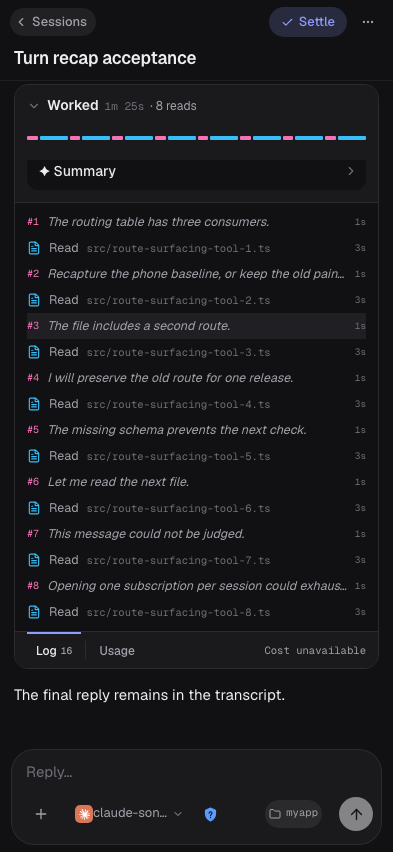 Sessions
Settle
Turn recap acceptance
Worked 1m 25s · 8 reads
Summary
#1 The routing table has three consumers. 1s
Read src/route-surfacing-tool-1.ts 3s
#2 Recapture the phone baseline, or keep the old pain... 1s
Read src/route-surfacing-tool-2.ts 3s
#3 The file includes a second route. 1s
Read src/route-surfacing-tool-3.ts 3s
#4 I will preserve the old route for one release. 1s
Read src/route-surfacing-tool-4.ts 3s
#5 The missing schema prevents the next check. 1s
Read src/route-surfacing-tool-5.ts 3s
#6 Let me read the next file. 1s
Read src/route-surfacing-tool-6.ts 3s
#7 This message could not be judged. 1s
Read src/route-surfacing-tool-7.ts 3s
#8 Opening one subscription per session could exhaus... 1s
Read src/route-surfacing-tool-8.ts 3s
Log 16 Usage Cost unavailable
The final reply remains in the transcript.
Reply...
claude-son... myapp